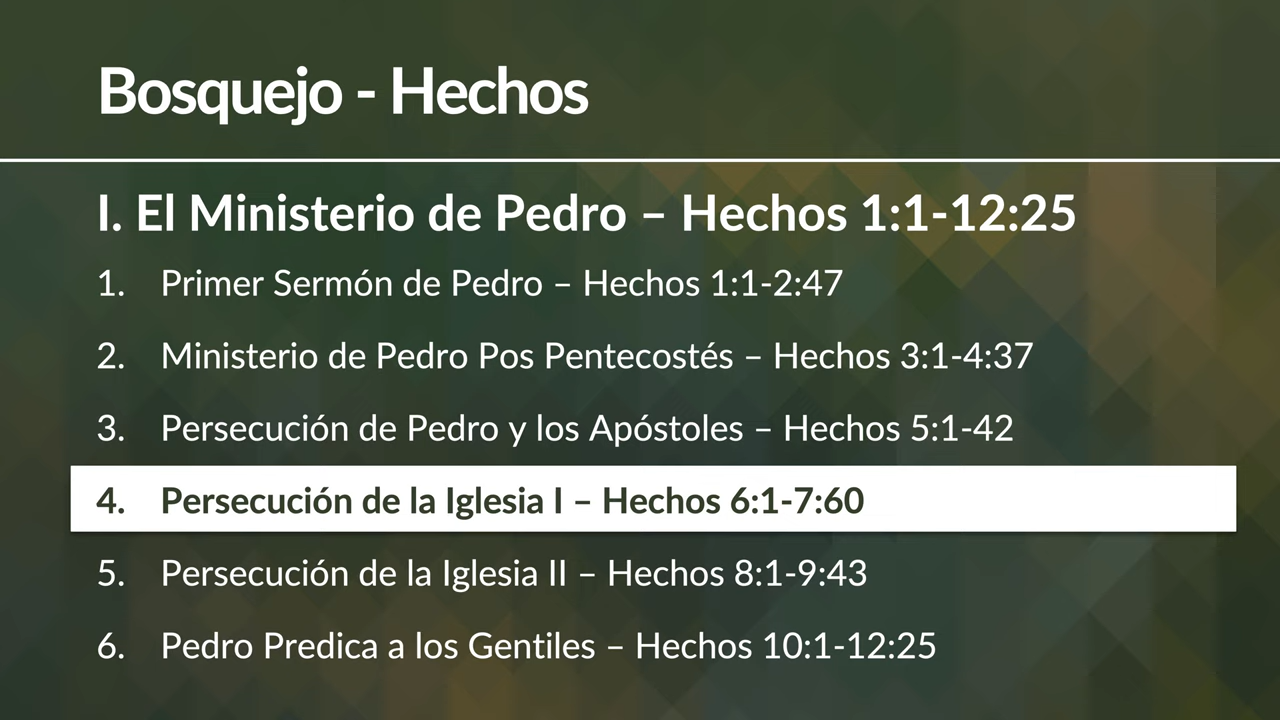 Bosquejo - Hechos
I. El Ministerio de Pedro – Hechos 1:1-12:25
1. Primer Sermón de Pedro – Hechos 1:1-2:47
2. Ministerio de Pedro Pos Pentecostés – Hechos 3:1-4:37
3. Persecución de Pedro y los Apóstoles – Hechos 5:1-42
4. Persecución de la Iglesia I – Hechos 6:1-7:60
5. Persecución de la Iglesia II – Hechos 8:1-9:43
6. Pedro Predica a los Gentiles – Hechos 10:1-12:25